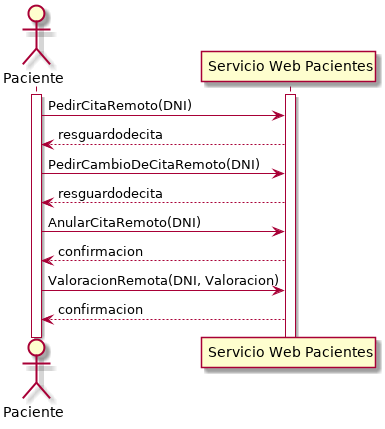 Paciente
Servicio Web Pacientes
PedirCitaRemoto(DNI)
resguardodecita
PedirCambioDeCitaRemoto(DNI)
resguardodecita
AnularCitaRemoto(DNI)
confirmacion
ValoracionRemota(DNI, Valoracion)
confirmacion
Paciente
Servicio Web Pacientes